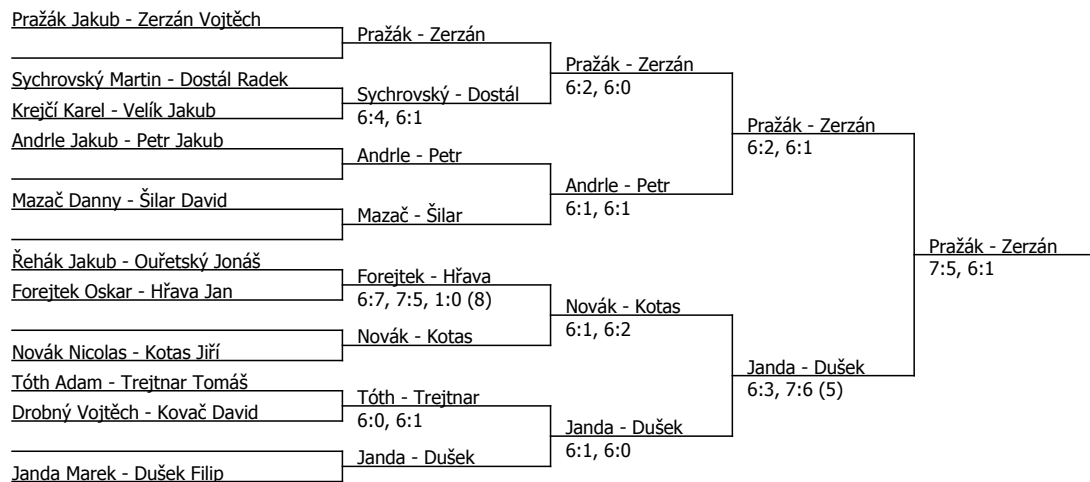 Pražák Jakub - Zerzán Vojtěch
Pražák - Zerzán
Pražák - Zerzán
6:2, 6:0
Sychrovský Martin - Dostál Radek
Sychrovský - Dostál
6:4, 6:1
Krejčí Karel - Velík Jakub
Pražák - Zerzán
6:2, 6:1
Andrle Jakub - Petr Jakub
Andrle - Petr
Andrle - Petr
6:1, 6:1
Mazač Danny - Šilar David
Mazač - Šilar
Pražák - Zerzán
7:5, 6:1
Řehák Jakub - Ouřetský Jonáš
Forejtek - Hřava
6:7, 7:5, 1:0 (8)
Forejtek Oskar - Hřava Jan
Novák - Kotas
6:1, 6:2
Novák - Kotas
Novák Nicolas - Kotas Jiří
Janda - Dušek
6:3, 7:6 (5)
Tóth Adam - Trejtnar Tomáš
Tóth - Trejtnar
6:0, 6:1
Drobný Vojtěch - Kovač David
Janda - Dušek
6:1, 6:0
Janda - Dušek
Janda Marek - Dušek Filip